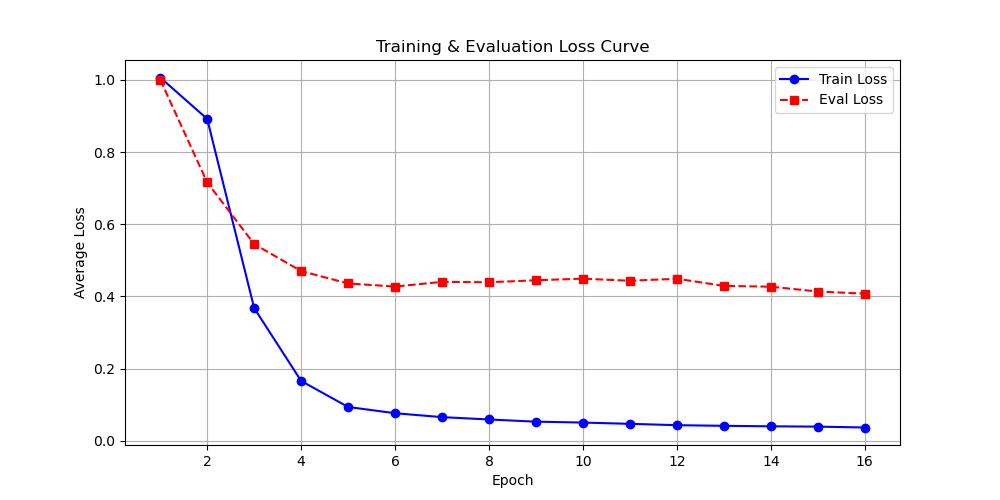 Training & Evaluation Loss Curve
Train Loss
Eval Loss
Average Loss
1.0
0.8
0.6
0.4
0.2
0.0
2 4 6 8 10 12 14 16
Epoch